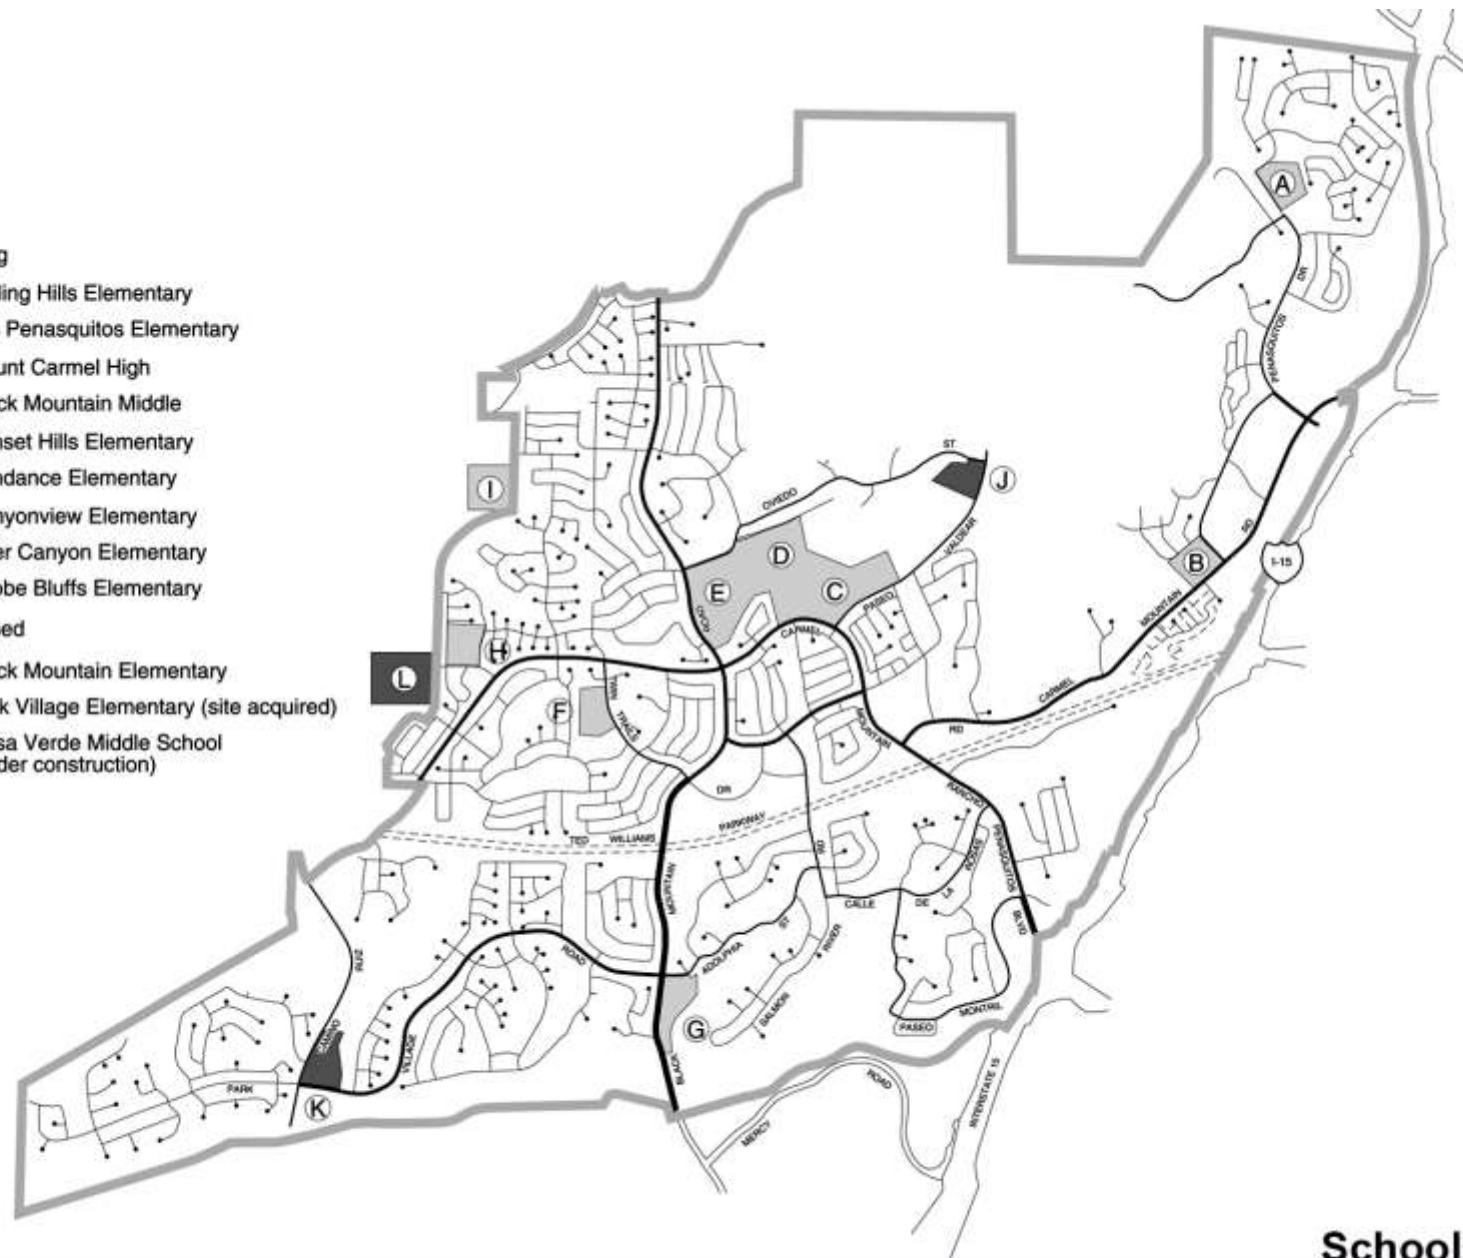 g
ling Hills Elementary
s Penasquitos Elementary
unt Carmel High
ck Mountain Middle
nset Hills Elementary
ndance Elementary
nyonview Elementary
er Canyon Elementary
obe Bluffs Elementary
ed
ck Mountain Elementary
k Village Elementary (site acquired)
sa Verde Middle School
der construction)
A
DR
PENASQUITOS
I
ST
J
OVIEDO
D
VALDEAR
RD
B
I-15
E
C
PASEO
ROAD
CARMEL
MOUNTAIN
H
L
TWIN
TRAILS
F
CARMEL
RD
MOUNTAIN
DR
RANCHO
PENASQUITOS
BLVD
TED WILLIAMS PARKWAY
RD
MOUNTAIN
CALLE DE LA ROSAS
ROAD
ADOLPHIA ST
RIVER
SALMON
RUIZ
CAMINO
G
PASEO
MONTRIL
VILLAGE
PARK
K
BLACK
ROAD
MERCY
INTERSTATE 15
School